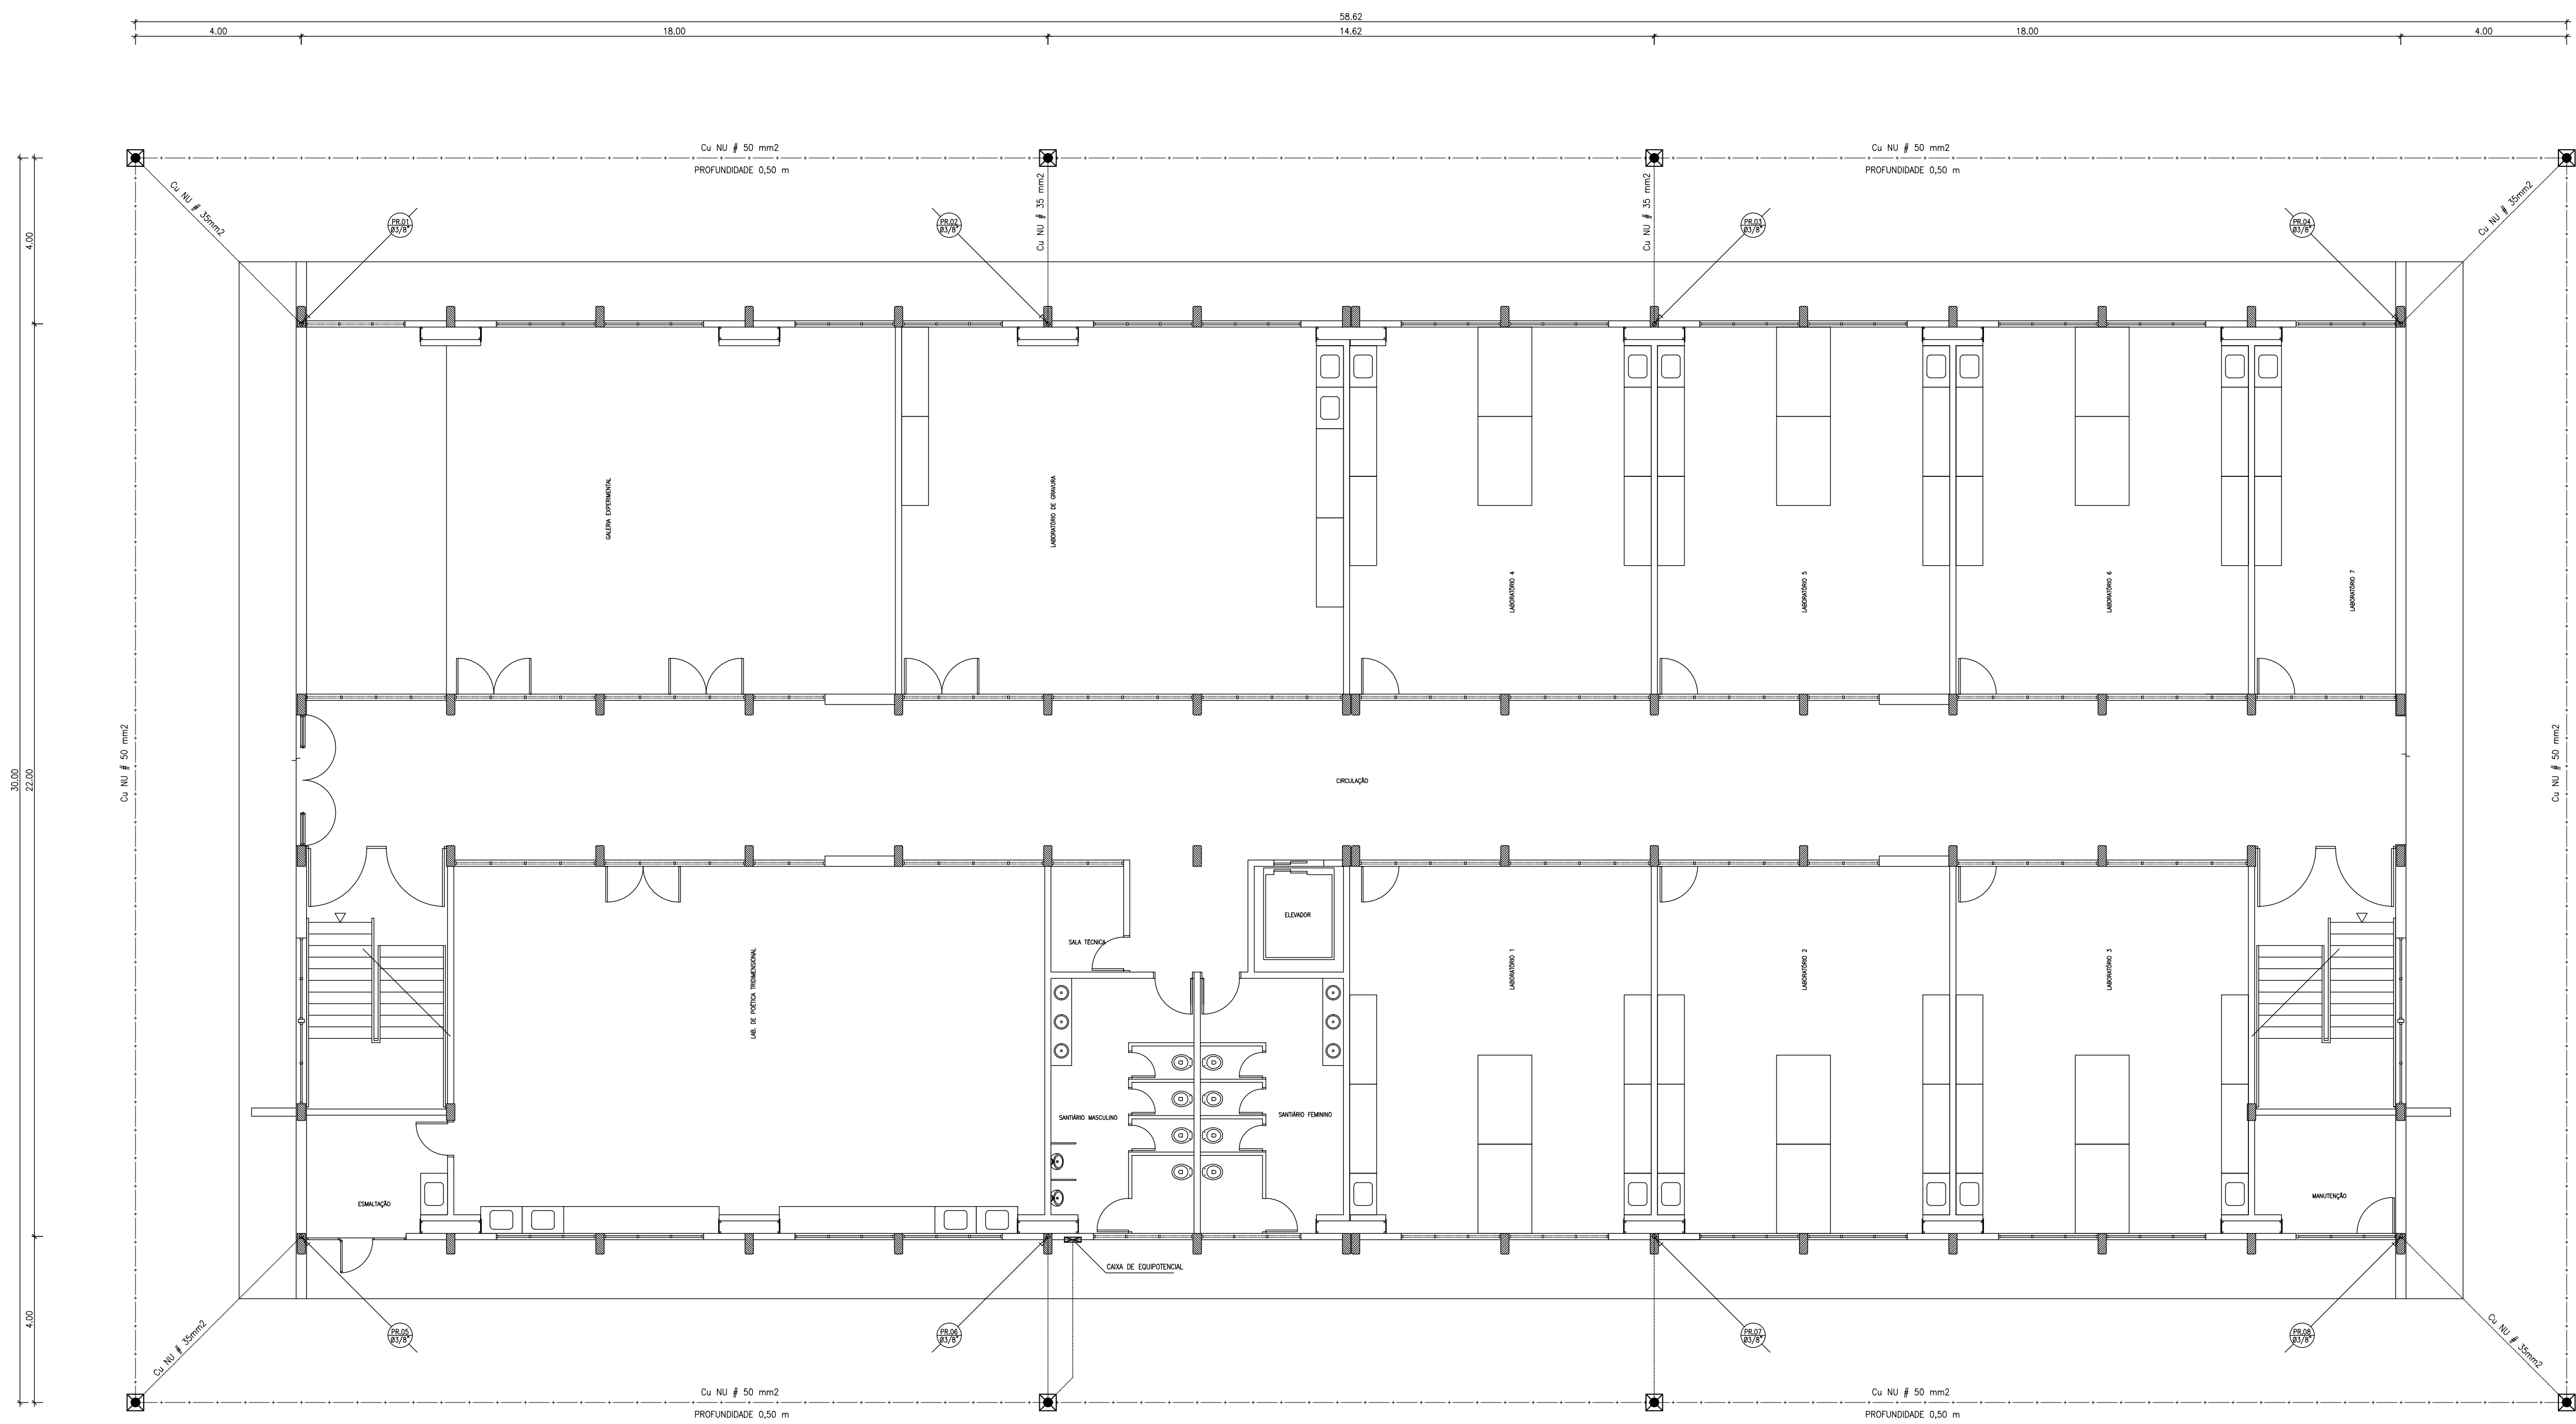 58.62
4.00
18.00
14.62
18.00
4.00
Cu NU # 50 mm2
PROFUNDIDADE 0,50 m
Cu NU # 50 mm2
PROFUNDIDADE 0,50 m
Cu NU # 35mm2
PR.01
Ø3/8"
PR.02
Ø3/8"
Cu NU # 35 mm2
Cu NU # 35 mm2
PR.03
Ø3/8"
PR.04
Ø3/8"
Cu NU # 35mm2
4.00
GALERIA EXPERIMENTAL
LABORATÓRIO DE GRAVURA
LABORATÓRIO 4
LABORATÓRIO 5
LABORATÓRIO 6
LABORATÓRIO 7
30.00
22.00
Cu NU # 50 mm2
CIRCULAÇÃO
Cu NU # 50 mm2
ELEVADOR
SALA TÉCNICA
LAB. DE POÉTICA TRIDIMENSIONAL
LABORATÓRIO 1
LABORATÓRIO 2
LABORATÓRIO 3
SANTIÁRIO MASCULINO
SANTIÁRIO FEMININO
ESMALTAÇÃO
MANUTENÇÃO
CAIXA DE EQUIPOTENCIAL
4.00
Cu NU # 35mm2
PR.05
Ø3/8"
PR.06
Ø3/8"
PR.07
Ø3/8"
PR.08
Ø3/8"
Cu NU # 35mm2
Cu NU # 50 mm2
PROFUNDIDADE 0,50 m
Cu NU # 50 mm2
PROFUNDIDADE 0,50 m